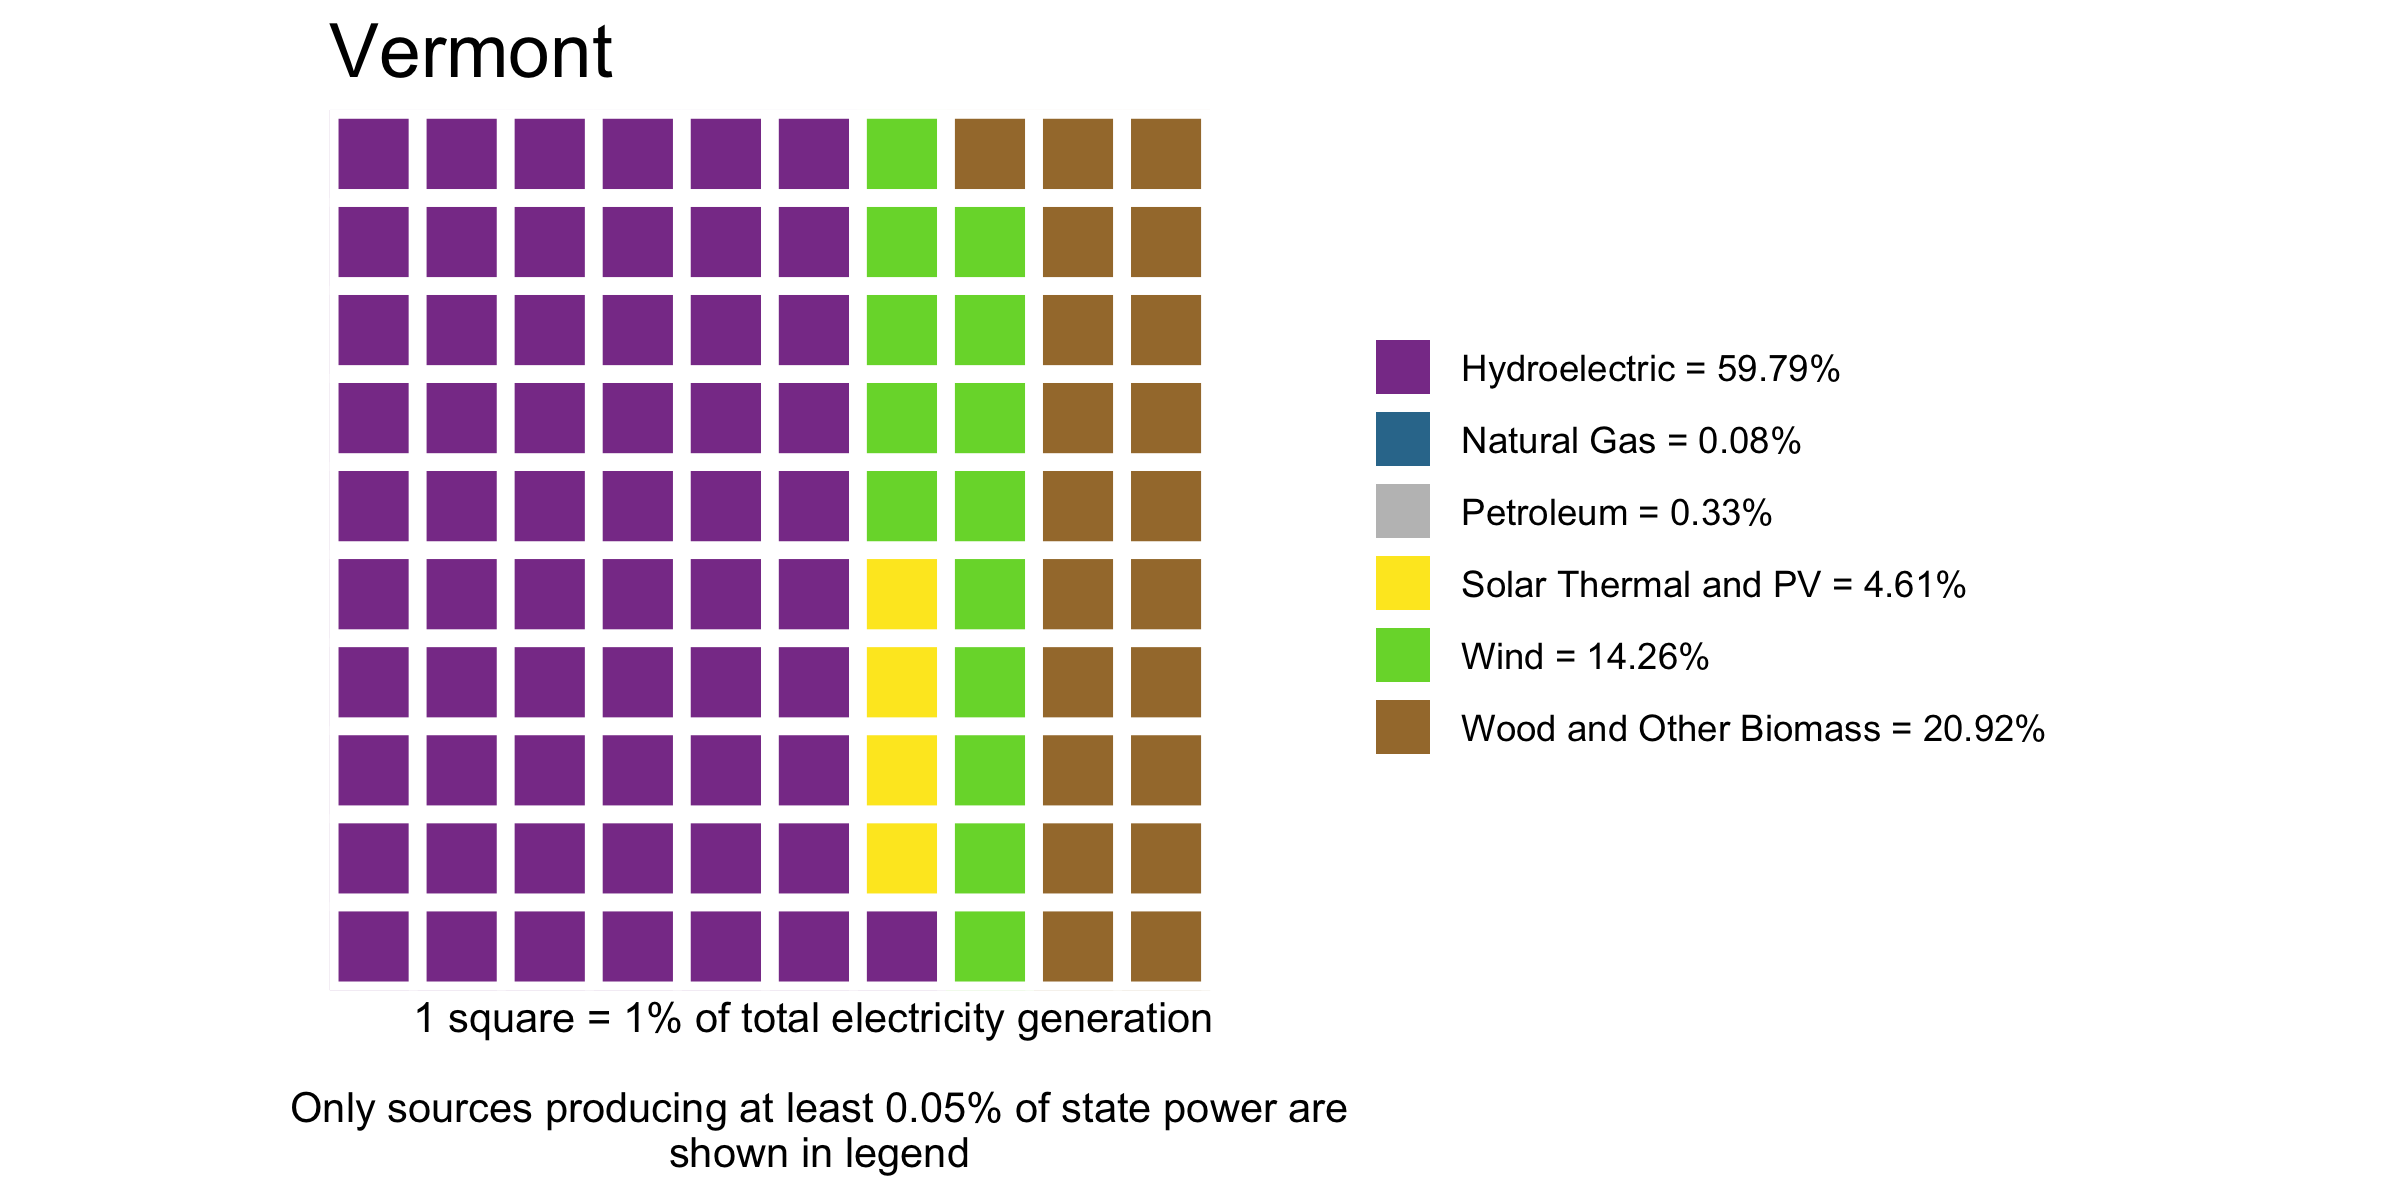 Vermont
Hydroelectric = 59.79%
Natural Gas = 0.08%
Petroleum = 0.33%
Solar Thermal and PV = 4.61%
Wind = 14.26%
Wood and Other Biomass = 20.92%
1 square = 1% of total electricity generation
Only sources producing at least 0.05% of state power are
shown in legend